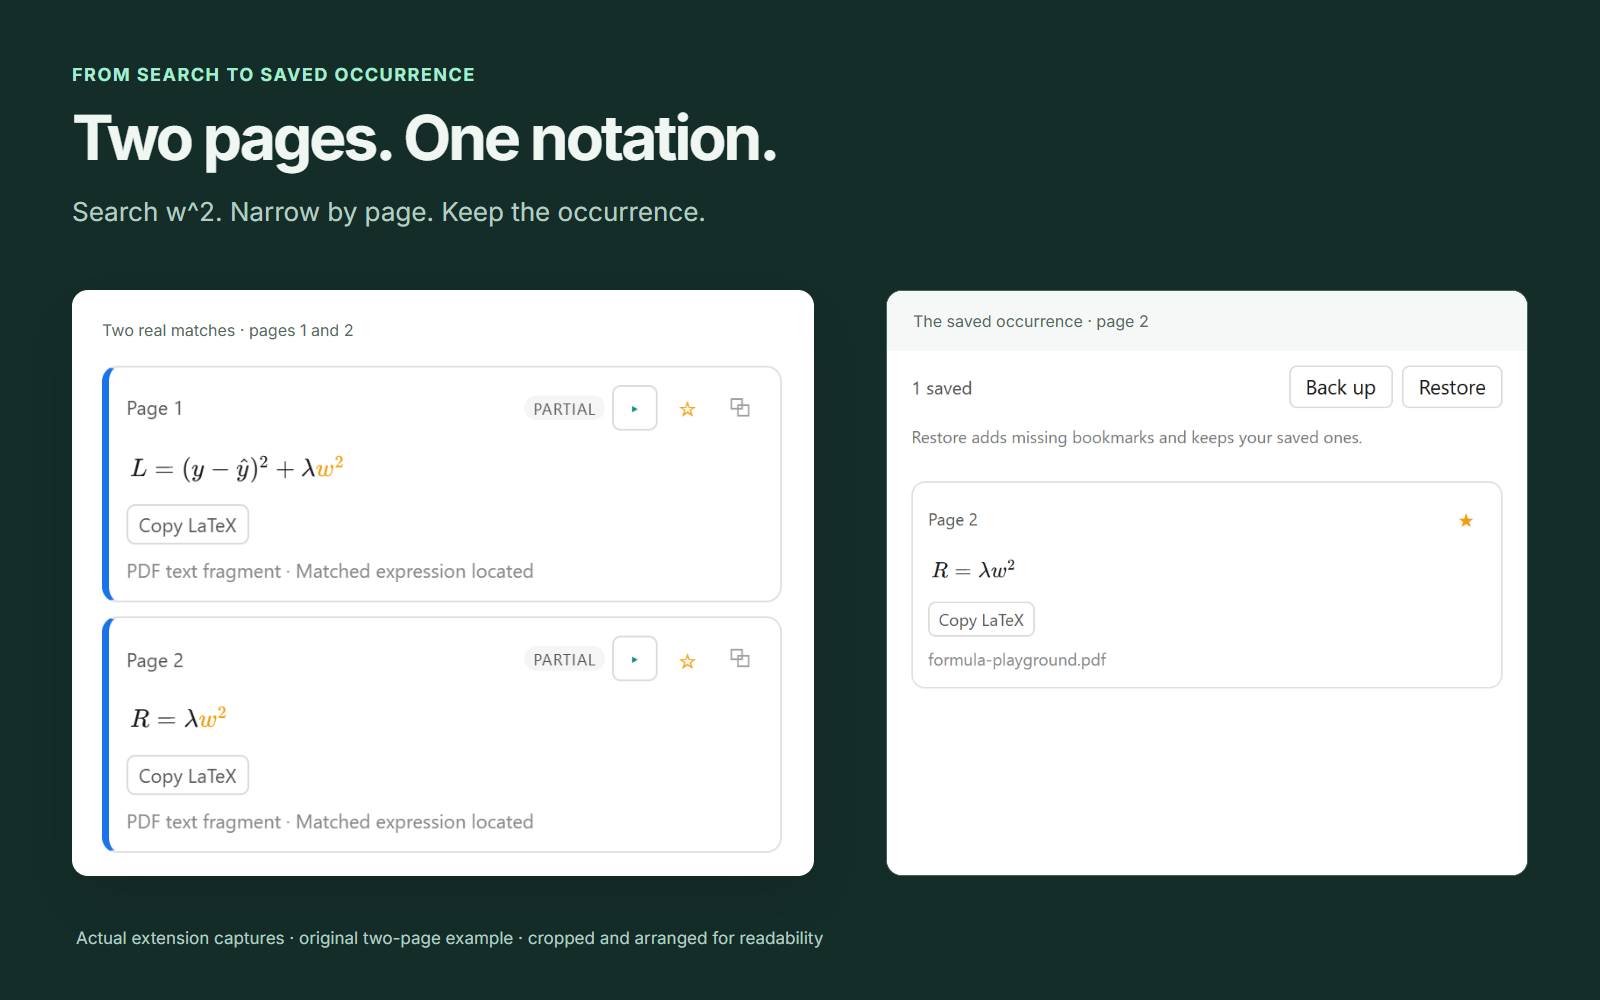 FROM SEARCH TO SAVED OCCURRENCE
Two pages. One notation.
Search w^2. Narrow by page. Keep the occurrence.
Two real matches · pages 1 and 2
Page 1 PARTIAL
L = (y − ŷ)² + λw²
Copy LaTeX
PDF text fragment · Matched expression located
Page 2 PARTIAL
R = λw²
Copy LaTeX
PDF text fragment · Matched expression located
The saved occurrence · page 2
1 saved Back up Restore
Restore adds missing bookmarks and keeps your saved ones.
Page 2
R = λw²
Copy LaTeX
formula-playground.pdf
Actual extension captures · original two-page example · cropped and arranged for readability